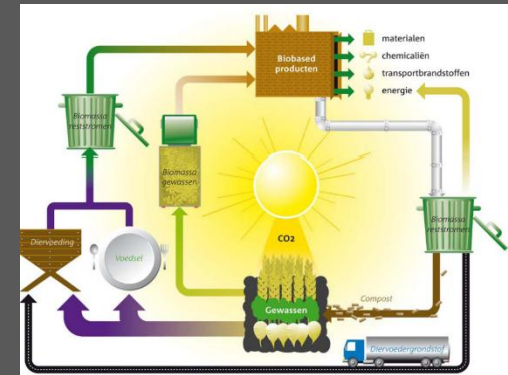 Biobased
producten
materialen
chemicaliën
transportbrandstoffen
energie
Biomassa
reststromen
Biomassa
gewassen
Biomassa
reststromen
Diervoeding
Voedsel
CO2
Gewassen
Compost
Diervoedergrondstof